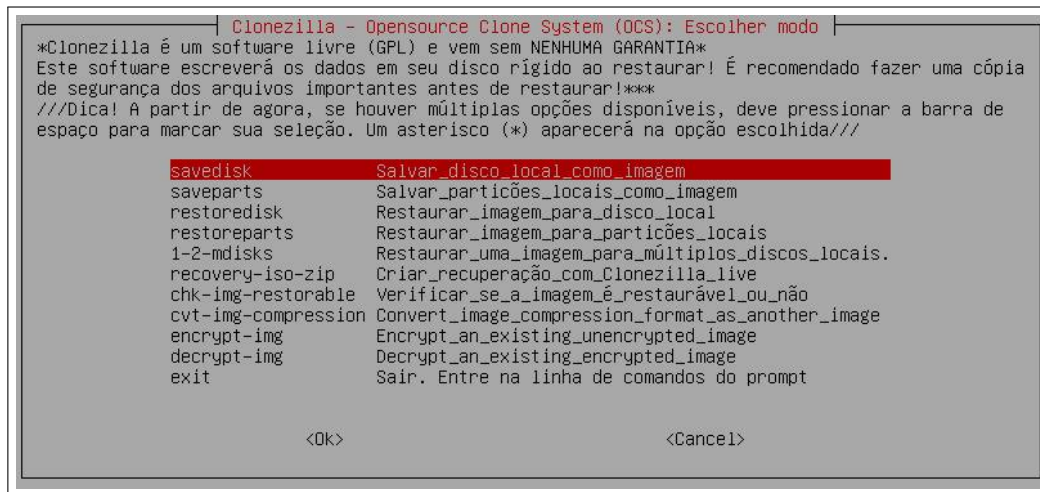 Clonezilla - Opensource Clone System (OCS): Escolher modo
*Clonezilla é um software livre (GPL) e vem sem NENHUMA GARANTIA*
Este software escreverá os dados em seu disco rígido ao restaurar! É recomendado fazer uma cópia
de segurança dos arquivos importantes antes de restaurar!***
///Dica! A partir de agora, se houver múltiplas opções disponíveis, deve pressionar a barra de
espaço para marcar sua seleção. Um asterisco (*) aparecerá na opção escolhida///
savedisk Salvar_disco_local_como_imagem
saveparts Salvar_particões_locais_como_imagem
restoredisk Restaurar_imagem_para_disco_local
restoreparts Restaurar_imagem_para_particões_locais
1-2-mdisks Restaurar_uma_imagem_para_múltiplos_discos_locais.
recovery-iso-zip Criar_recuperação_com_Clonezilla_live
chk-img-restorable Verificar_se_a_imagem_é_restaurável_ou_não
cvt-img-compression Convert_image_compression_format_as_another_image
encrypt-img Encrypt_an_existing_unencrypted_image
decrypt-img Decrypt_an_existing_encrypted_image
exit Sair. Entre na linha de comandos do prompt
<Ok> <Cancel>